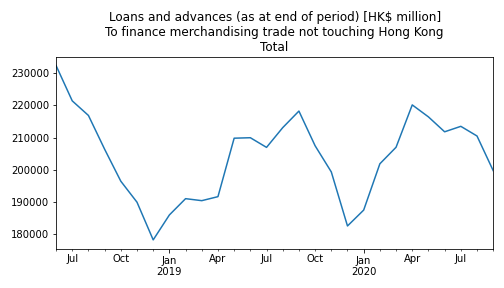 Loans and advances (as at end of period) [HK$ million]
To finance merchandising trade not touching Hong Kong
Total
230000
220000
210000
200000
190000
180000
Jul
Oct
Jan
2019
Apr
Jul
Oct
Jan
2020
Apr
Jul